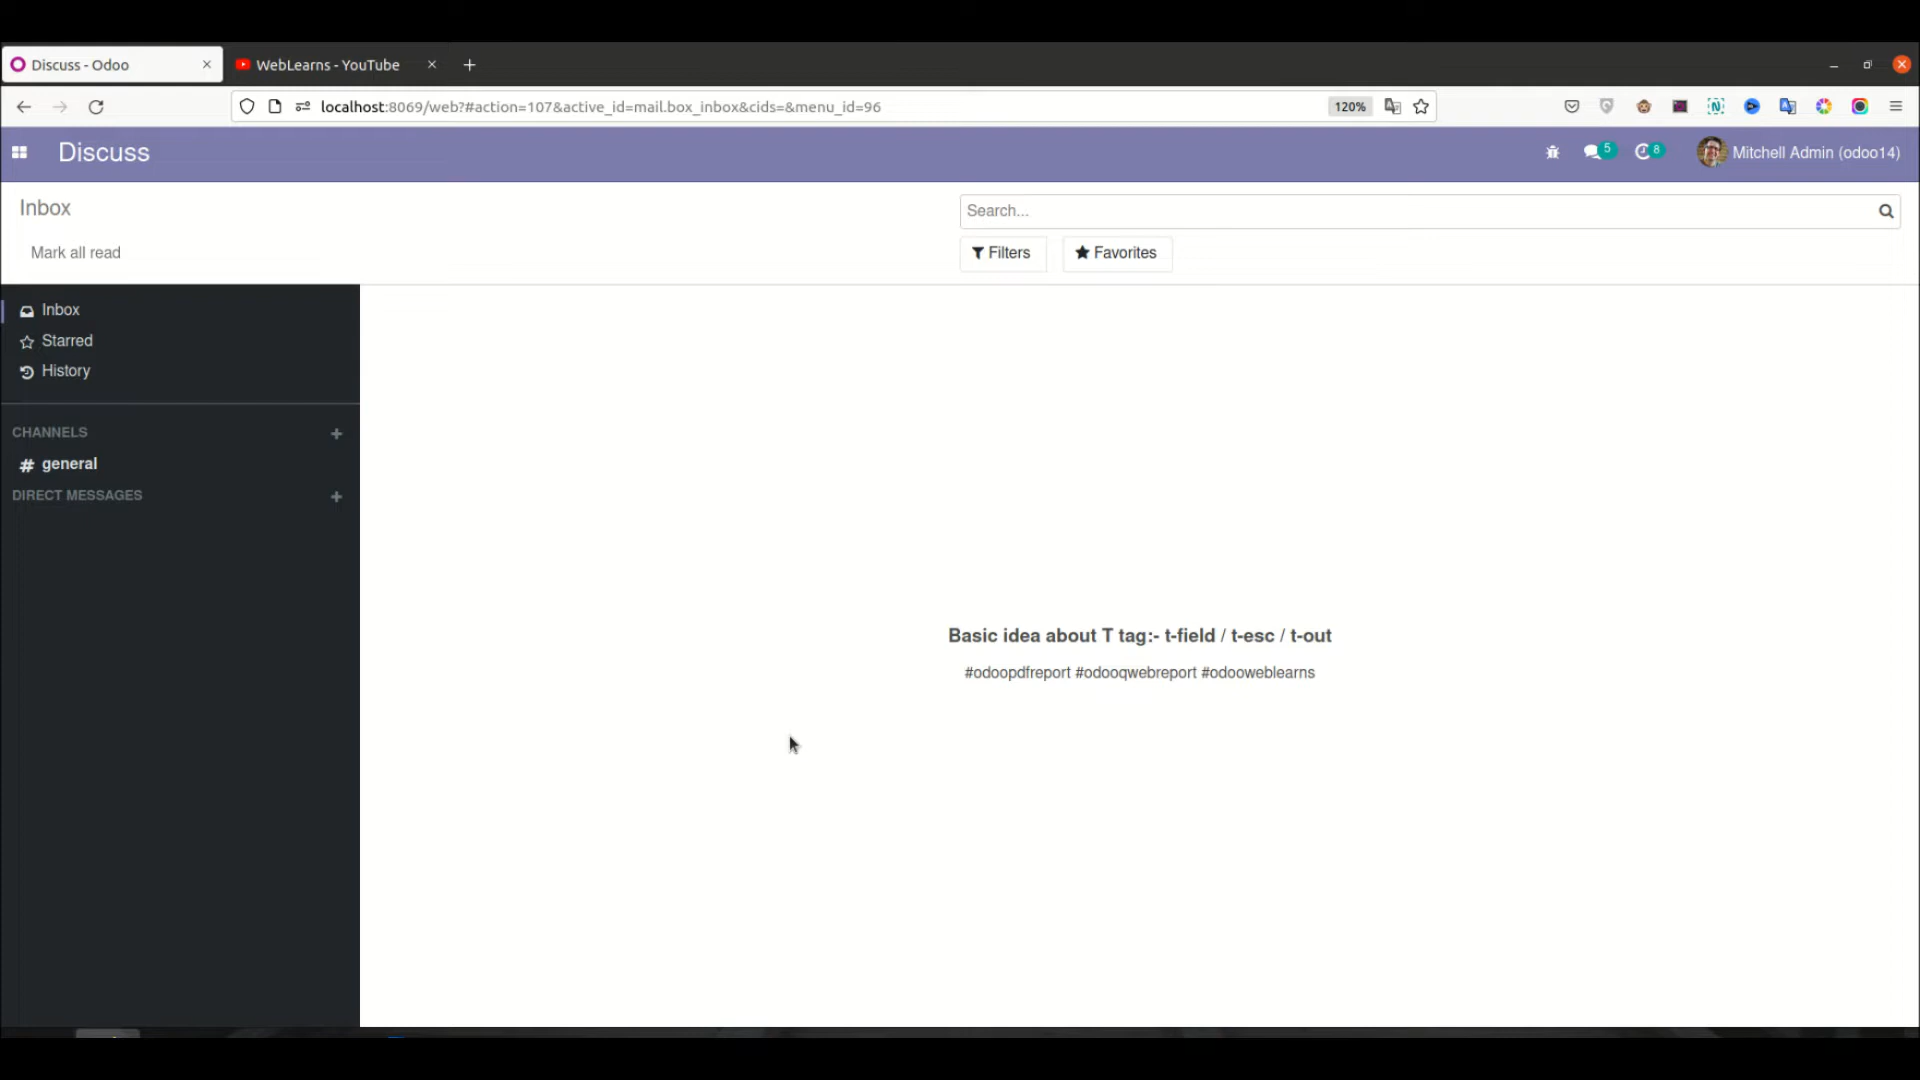 Discuss - Odoo
WebLearns - YouTube
localhost:8069/web?#action=107&active_id=mail.box_inbox&cids=&menu_id=96
120%
Discuss
5
8
Mitchell Admin (odoo14)
Inbox
Search...
Mark all read
Filters
Favorites
Inbox
Starred
History
CHANNELS
# general
DIRECT MESSAGES
Basic idea about T tag:- t-field / t-esc / t-out
#odoopdfreport #odooqwebreport #odooweblearns